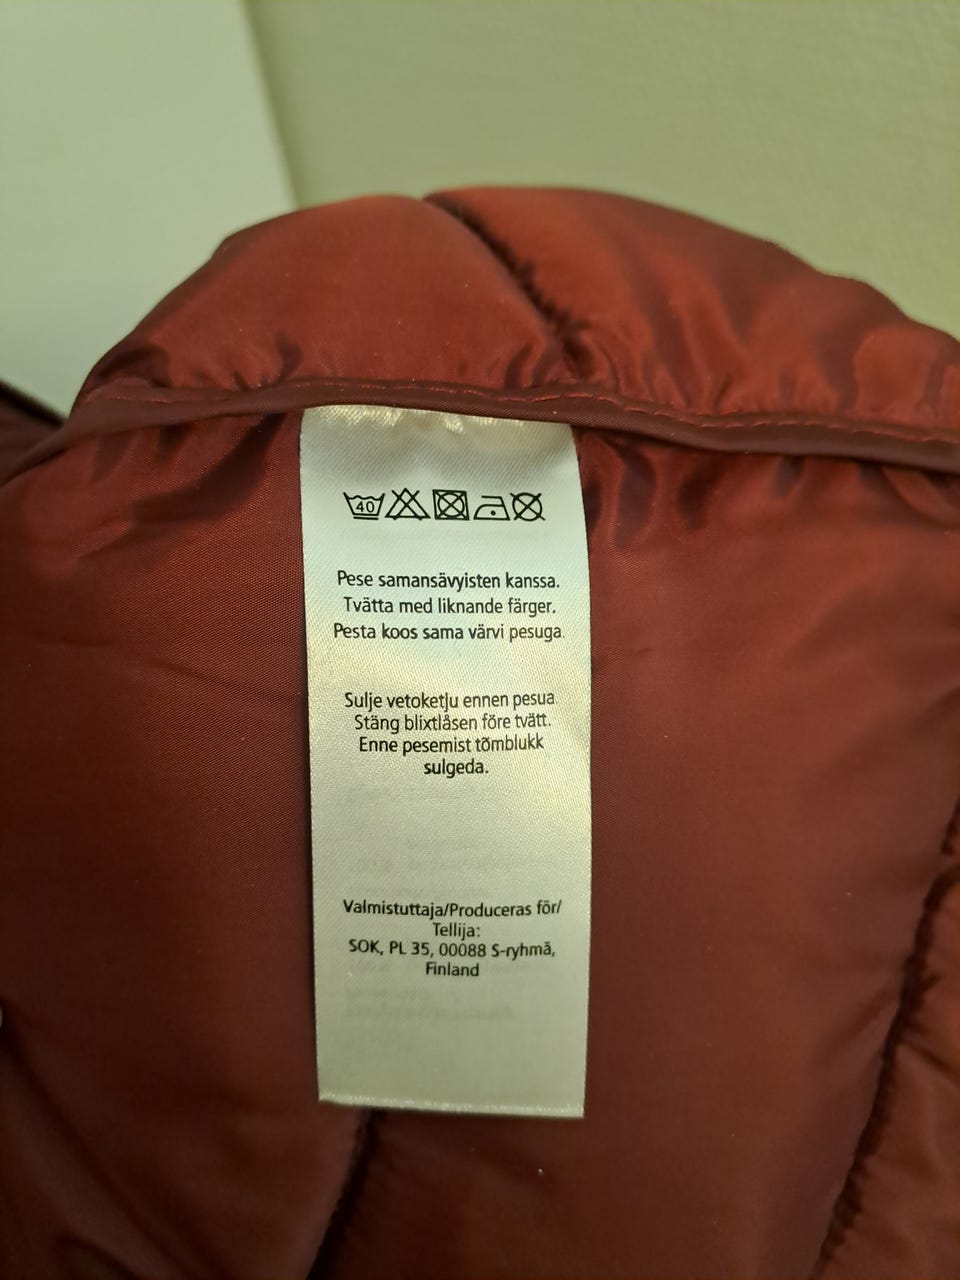 40
Pese samansävyisten kanssa.
Tvätta med liknande färger.
Pesta koos sama värvi pesuga.
Sulje vetoketju ennen pesua
Stäng blixtlåsen före tvätt.
Enne pesemist tõmblukk
sulgeda.
Valmistuttaja/Produceras för/
Tellija:
SOK, PL 35, 00088 S-ryhmä,
Finland